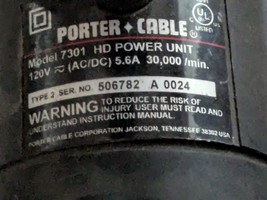 PORTER+CABLE
UL
LISTED
Model 7301 HD POWER UNIT
120V ⎓ (AC/DC) 5.6A 30,000 /min.
TYPE 2 SER. NO. 506782 A 0024
WARNING TO REDUCE THE RISK OF
INJURY USER MUST READ AND
UNDERSTAND INSTRUCTION MANUAL.
PORTER-CABLE CORPORATION JACKSON, TENNESSEE 38302 USA